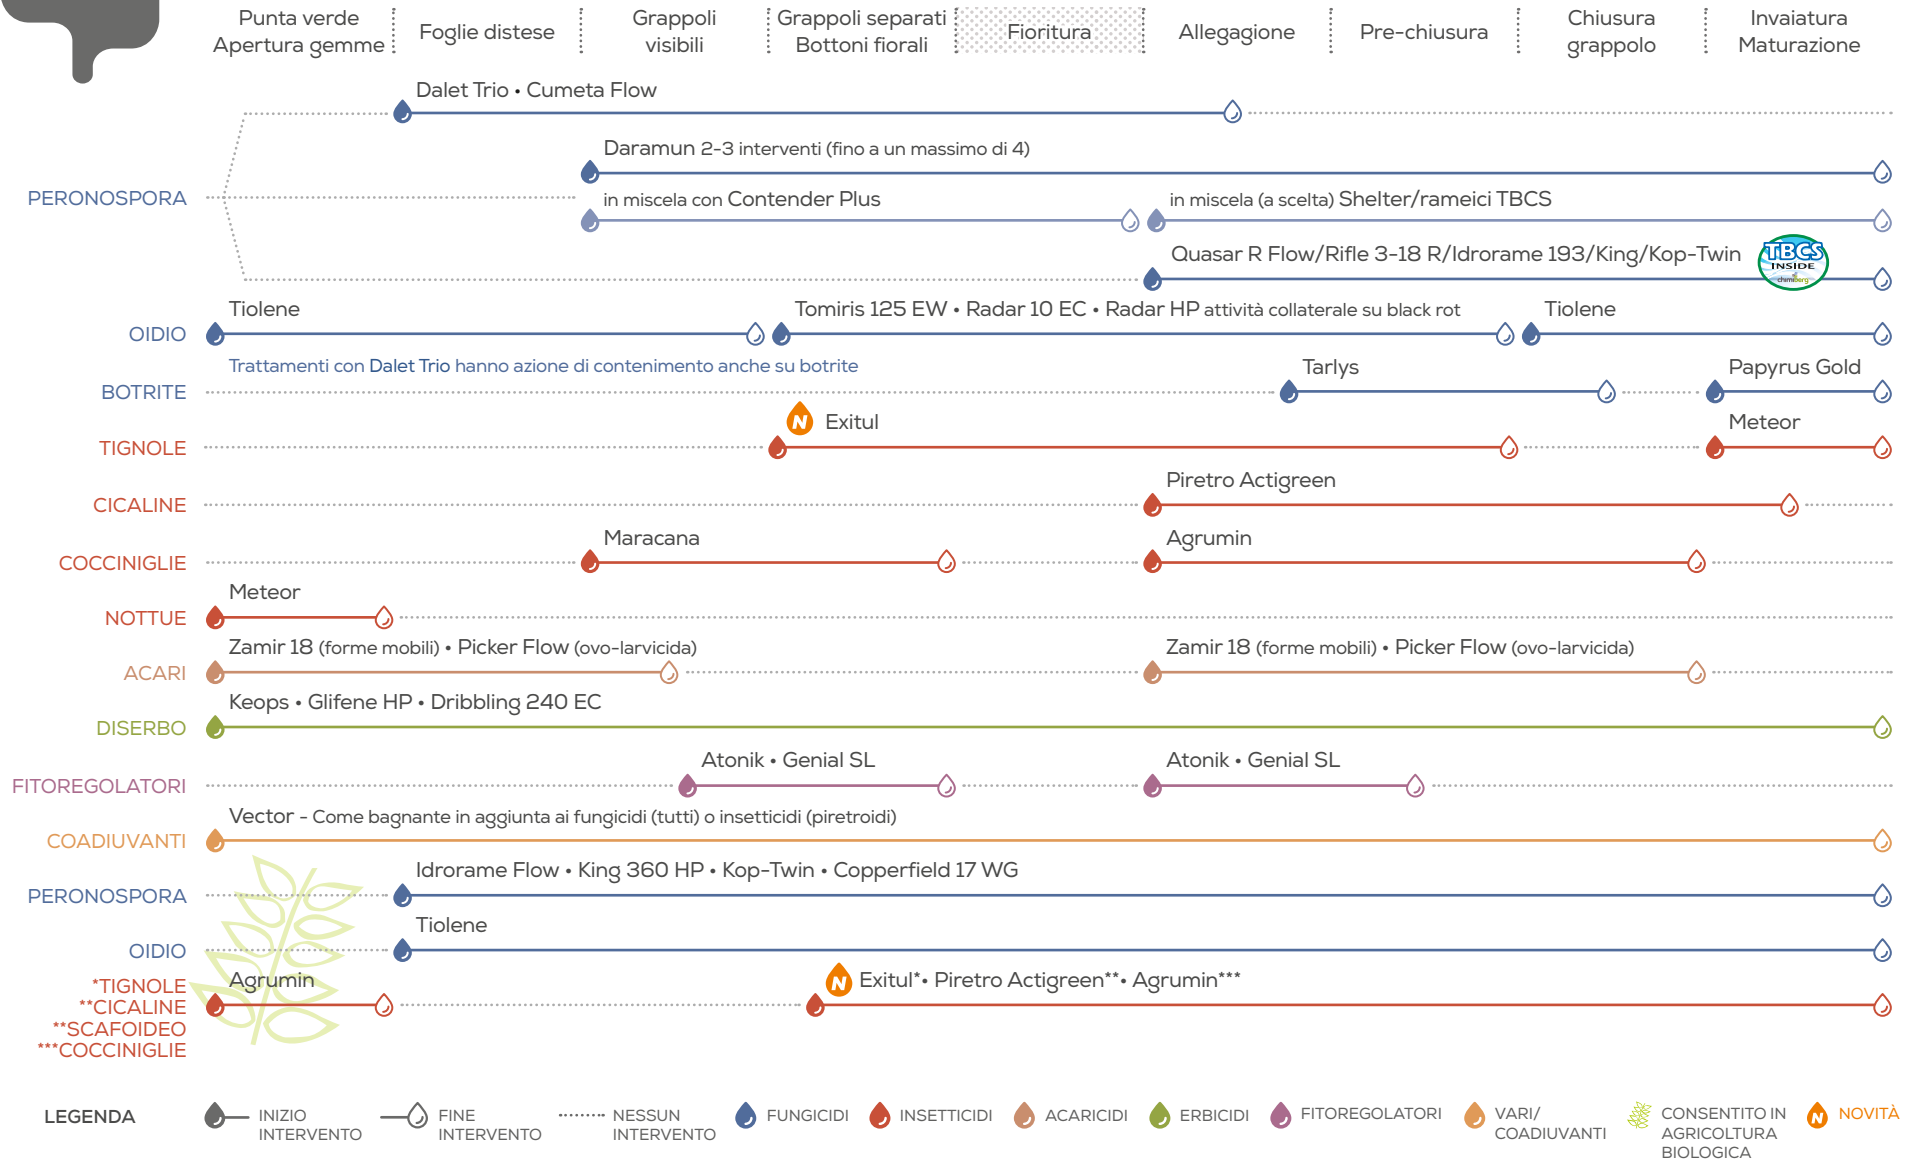 Punta verde
Apertura gemme
Foglie distese
Grappoli
visibili
Grappoli separati
Bottoni fiorali
Fioritura
Allegagione
Pre-chiusura
Chiusura
grappolo
Invaiatura
Maturazione
Dalet Trio • Cumeta Flow
Daramun 2-3 interventi (fino a un massimo di 4)
PERONOSPORA
in miscela con Contender Plus
in miscela (a scelta) Shelter/rameici TBCS
Quasar R Flow/Rifle 3-18 R/Idrorame 193/King/Kop-Twin
TBCS
INSIDE
chimiberg
Tiolene
Tomiris 125 EW • Radar 10 EC • Radar HP attività collaterale su black rot
Tiolene
OIDIO
Trattamenti con Dalet Trio hanno azione di contenimento anche su botrite
Tarlys
Papyrus Gold
BOTRITE
N Exitul
Meteor
TIGNOLE
Piretro Actigreen
CICALINE
Maracana
Agrumin
COCCINIGLIE
Meteor
NOTTUE
Zamir 18 (forme mobili) • Picker Flow (ovo-larvicida)
Zamir 18 (forme mobili) • Picker Flow (ovo-larvicida)
ACARI
Keops • Glifene HP • Dribbling 240 EC
DISERBO
Atonik • Genial SL
Atonik • Genial SL
FITOREGOLATORI
Vector - Come bagnante in aggiunta ai fungicidi (tutti) o insetticidi (piretroidi)
COADIUVANTI
Idrorame Flow • King 360 HP • Kop-Twin • Copperfield 17 WG
PERONOSPORA
Tiolene
OIDIO
Agrumin
N Exitul*• Piretro Actigreen**• Agrumin***
*TIGNOLE
**CICALINE
**SCAFOIDEO
***COCCINIGLIE
LEGENDA
INIZIO
INTERVENTO
FINE
INTERVENTO
NESSUN
INTERVENTO
FUNGICIDI
INSETTICIDI
ACARICIDI
ERBICIDI
FITOREGOLATORI
VARI/
COADIUVANTI
CONSENTITO IN
AGRICOLTURA
BIOLOGICA
N NOVITÀ